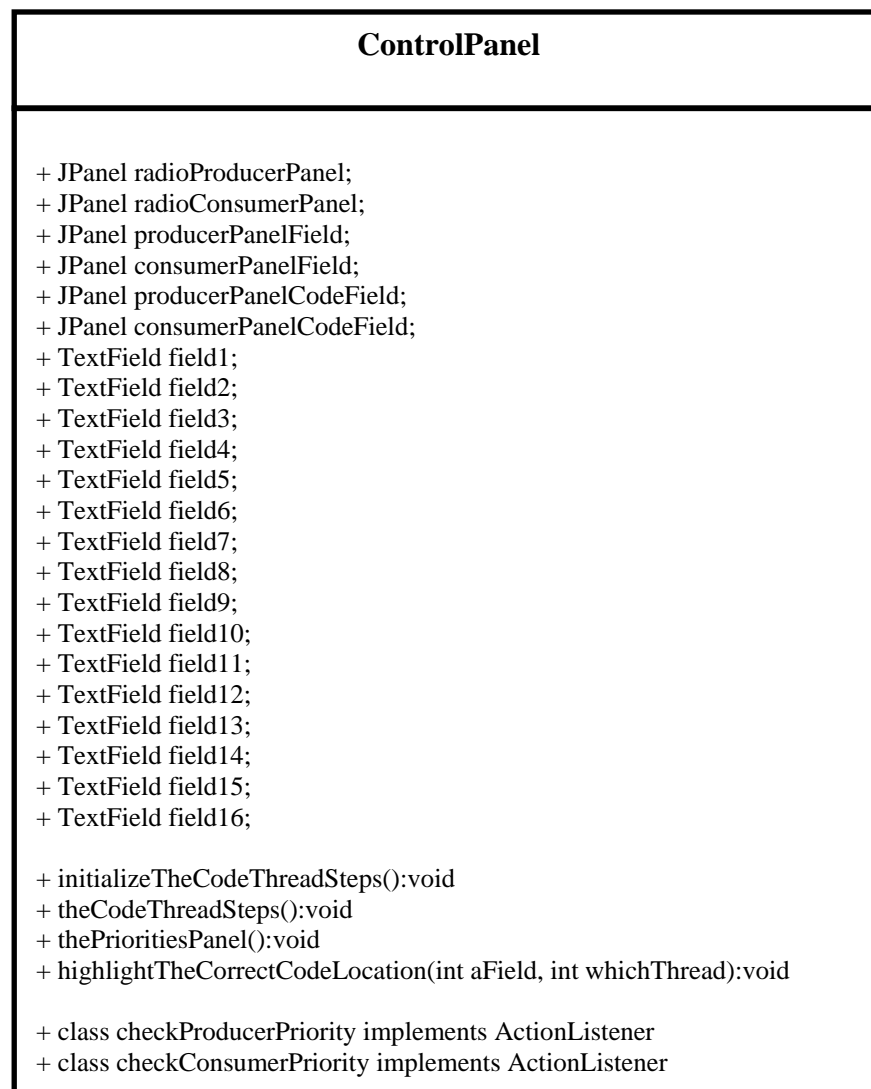 ControlPanel
+ JPanel radioProducerPanel;
+ JPanel radioConsumerPanel;
+ JPanel producerPanelField;
+ JPanel consumerPanelField;
+ JPanel producerPanelCodeField;
+ JPanel consumerPanelCodeField;
+ TextField field1;
+ TextField field2;
+ TextField field3;
+ TextField field4;
+ TextField field5;
+ TextField field6;
+ TextField field7;
+ TextField field8;
+ TextField field9;
+ TextField field10;
+ TextField field11;
+ TextField field12;
+ TextField field13;
+ TextField field14;
+ TextField field15;
+ TextField field16;
+ initializeTheCodeThreadSteps():void
+ theCodeThreadSteps():void
+ thePrioritiesPanel():void
+ highlightTheCorrectCodeLocation(int aField, int whichThread):void
+ class checkProducerPriority implements ActionListener
+ class checkConsumerPriority implements ActionListener